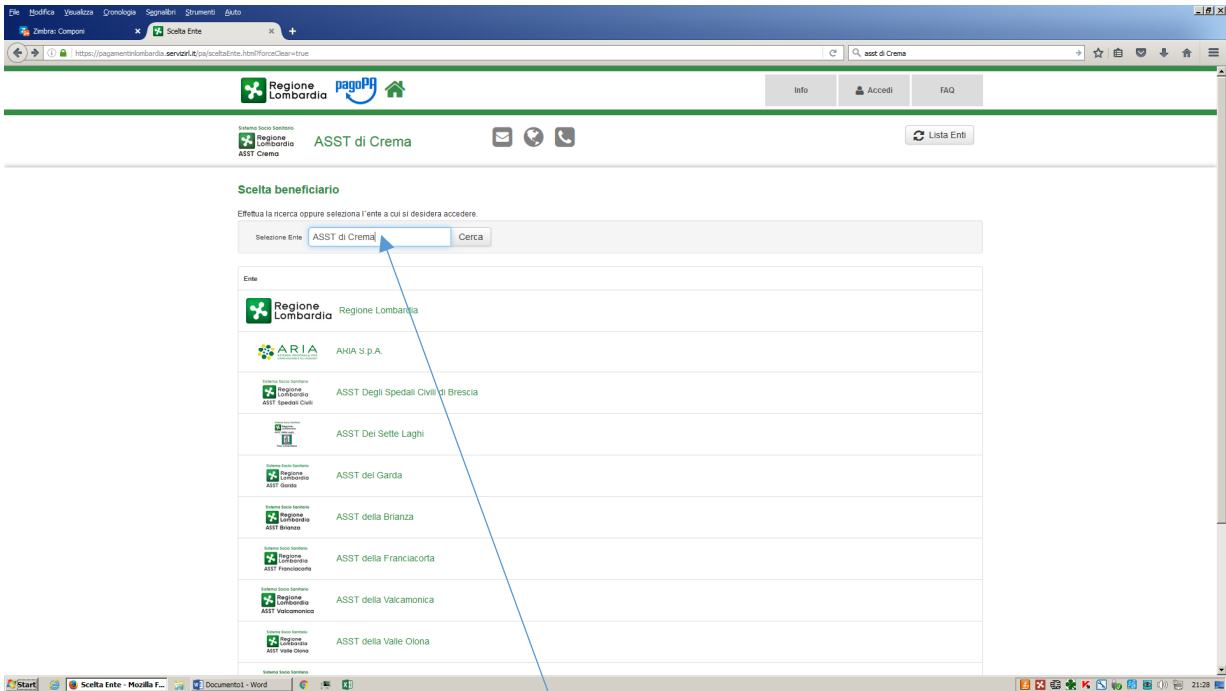 File Modifica Visualizza Cronologia Segnalibri Strumenti Aiuto
Zimbra: Componi × Scelta Ente × +
https://pagamentinlombardia.servizirl.it/pa/sceltaEnte.html?forceClear=true
asst di Crema
Regione Lombardia
pagoPA
Info Accedi FAQ
Sistema Socio Sanitario
Regione Lombardia
ASST Crema
ASST di Crema
Lista Enti
Scelta beneficiario
Effettua la ricerca oppure seleziona l'ente a cui si desidera accedere.
Selezione Ente ASST di Crema Cerca
Ente
Regione Lombardia Regione Lombardia
ARIA ARIA S.p.A.
Sistema Socio Sanitario
Regione Lombardia
ASST Spedali Civili
ASST Degli Spedali Civili di Brescia
ASST Dei Sette Laghi
Sistema Socio Sanitario
Regione Lombardia
ASST Garda
ASST del Garda
Sistema Socio Sanitario
Regione Lombardia
ASST Brianza
ASST della Brianza
Sistema Socio Sanitario
Regione Lombardia
ASST Franciacorta
ASST della Franciacorta
Sistema Socio Sanitario
Regione Lombardia
ASST Valcamonica
ASST della Valcamonica
Sistema Socio Sanitario
Regione Lombardia
ASST Valle Olona
ASST della Valle Olona
Sistema Socio Sanitario
Start Scelta Ente - Mozilla F... Documento1 - Word 21:28